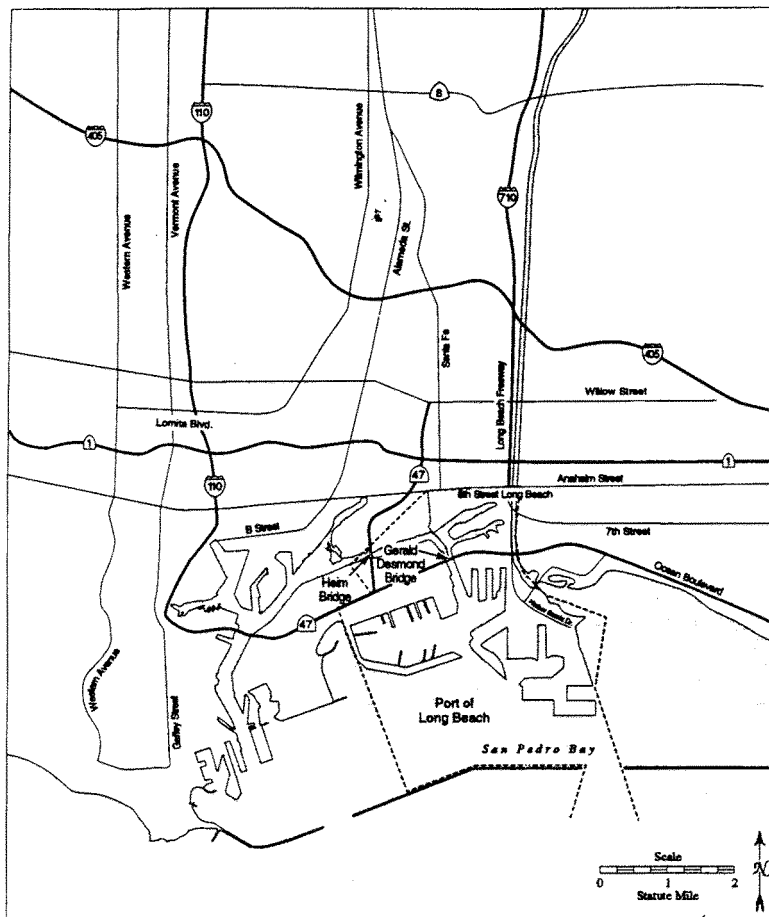 8
110
405
Wilmington Avenue
Vermont Avenue
Western Avenue
710
Alameda St.
Santa Fe
Long Beach Freeway
405
Willow Street
Lomita Blvd.
1
47
1
110
Anaheim Street
8th Street Long Beach
B Street
7th Street
Gerald
Desmond
Bridge
Heim
Bridge
Ocean Boulevard
47
Western Avenue
Gaffey Street
Port of
Long Beach
San Pedro Bay
Scale
0 1 2
Statute Mile
N